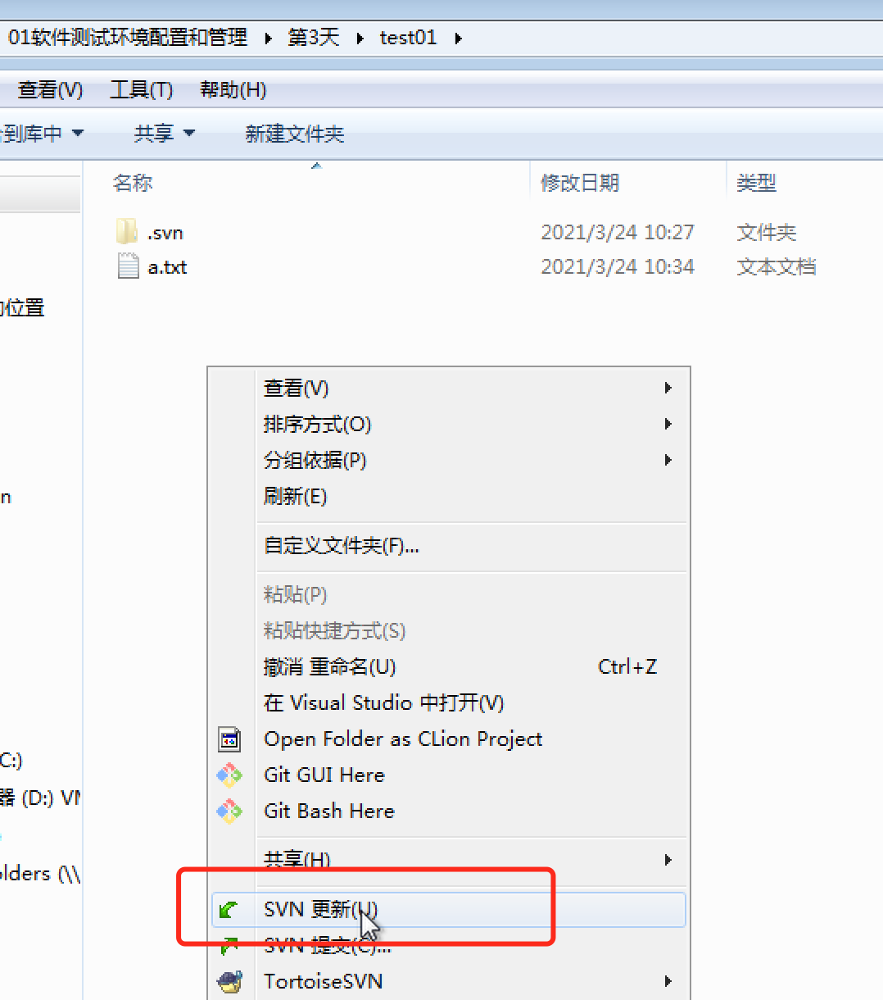 01软件测试环境配置和管理 ▸ 第3天 ▸ test01 ▸
查看(V) 工具(T) 帮助(H)
到库中 共享 新建文件夹
名称 修改日期 类型
.svn 2021/3/24 10:27 文件夹
a.txt 2021/3/24 10:34 文本文档
位置
查看(V)
排序方式(O)
分组依据(P)
刷新(E)
n
自定义文件夹(F)...
粘贴(P)
粘贴快捷方式(S)
撤消 重命名(U) Ctrl+Z
在 Visual Studio 中打开(V)
Open Folder as CLion Project
C:)
Git GUI Here
器 (D:) VM
Git Bash Here
共享(H)
olders (\\
SVN 更新(U)
SVN 提交(C)...
TortoiseSVN